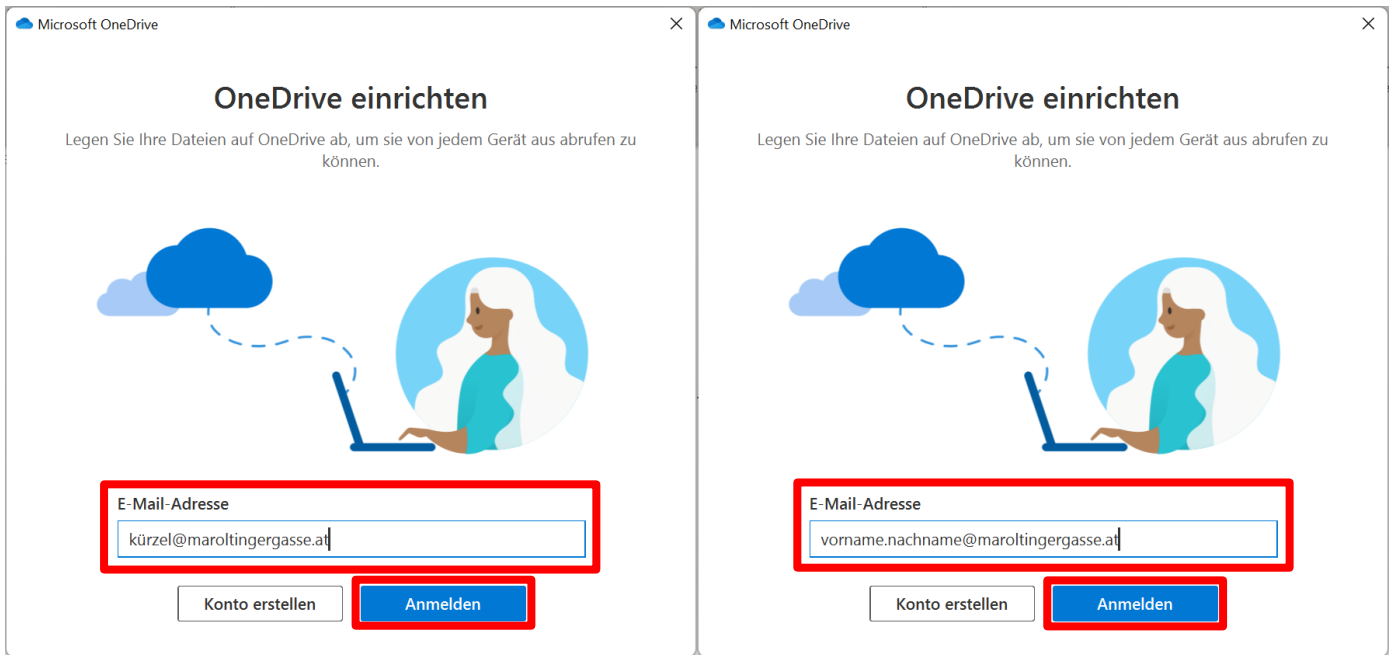 Microsoft OneDrive
OneDrive einrichten
Legen Sie Ihre Dateien auf OneDrive ab, um sie von jedem Gerät aus abrufen zu
können.
E-Mail-Adresse
kürzel@maroltingergasse.at
Konto erstellen
Anmelden
Microsoft OneDrive
OneDrive einrichten
Legen Sie Ihre Dateien auf OneDrive ab, um sie von jedem Gerät aus abrufen zu
können.
E-Mail-Adresse
vorname.nachname@maroltingergasse.at
Konto erstellen
Anmelden